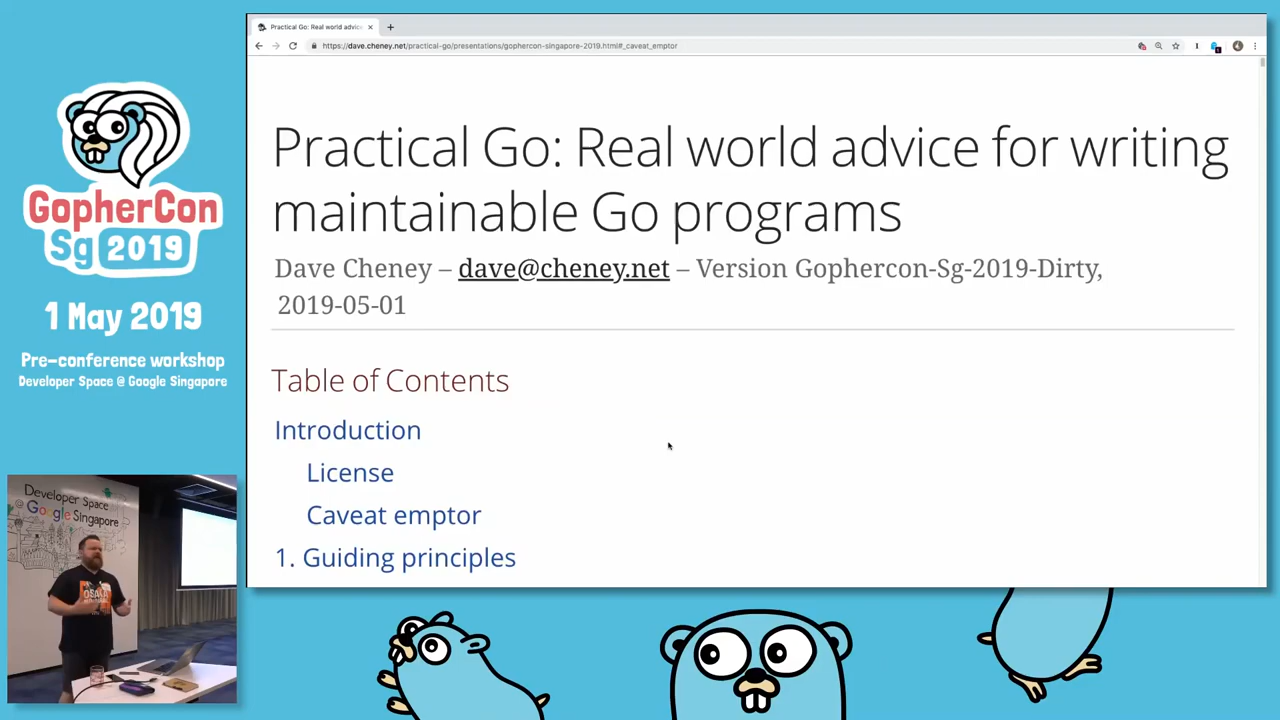 Practical Go: Real world advic
https://dave.cheney.net/practical-go/presentations/gophercon-singapore-2019.html#_caveat_emptor
Practical Go: Real world advice for writing
maintainable Go programs
Dave Cheney – dave@cheney.net – Version Gophercon-Sg-2019-Dirty,
2019-05-01
Table of Contents
Introduction
License
Caveat emptor
1. Guiding principles
GopherCon
Sg 2019
1 May 2019
Pre-conference workshop
Developer Space @ Google Singapore
Developer Space
@ Google Singapore
OSAKA